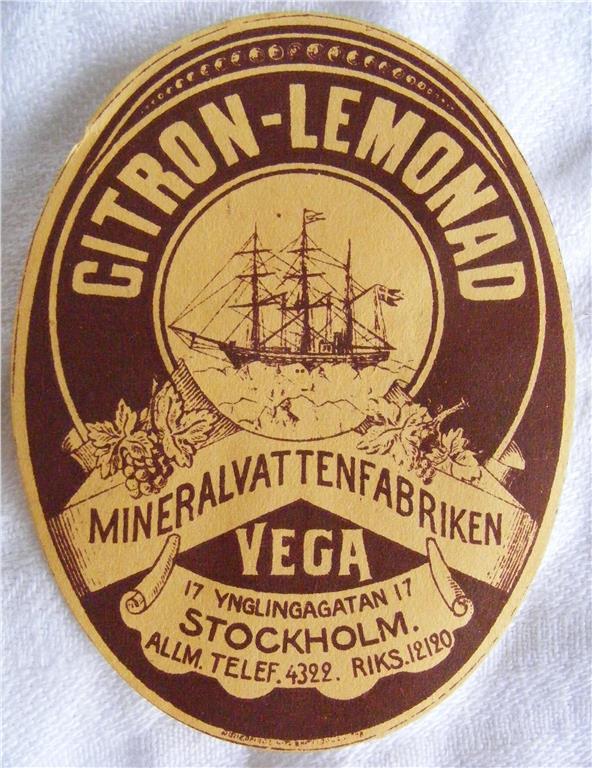 CITRON-LEMONAD
MINERALVATTENFABRIKEN
VEGA
17 YNGLINGAGATAN 17
STOCKHOLM.
ALLM. TELEF. 4322. RIKS. 12120